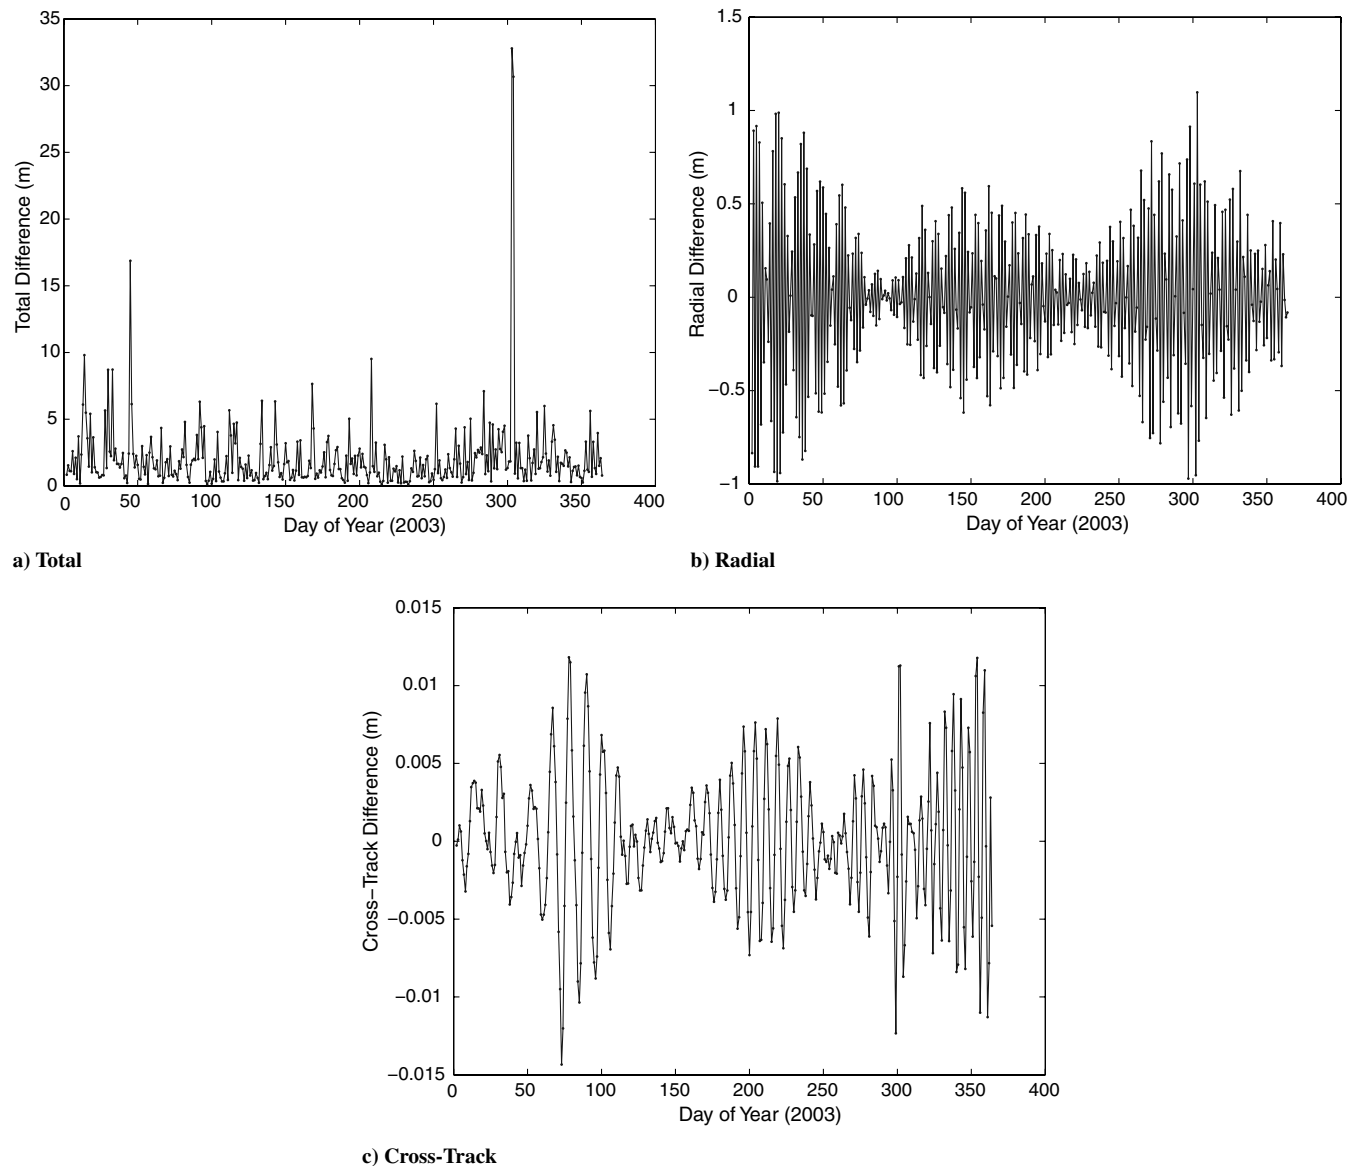 35
30
25
20
15
10
5
0
Total Difference (m)
0 50 100 150 200 250 300 350 400
Day of Year (2003)
a) Total
1.5
1
0.5
0
−0.5
−1
Radial Difference (m)
0 50 100 150 200 250 300 350 400
Day of Year (2003)
b) Radial
0.015
0.01
0.005
0
−0.005
−0.01
−0.015
Cross−Track Difference (m)
0 50 100 150 200 250 300 350 400
Day of Year (2003)
c) Cross-Track